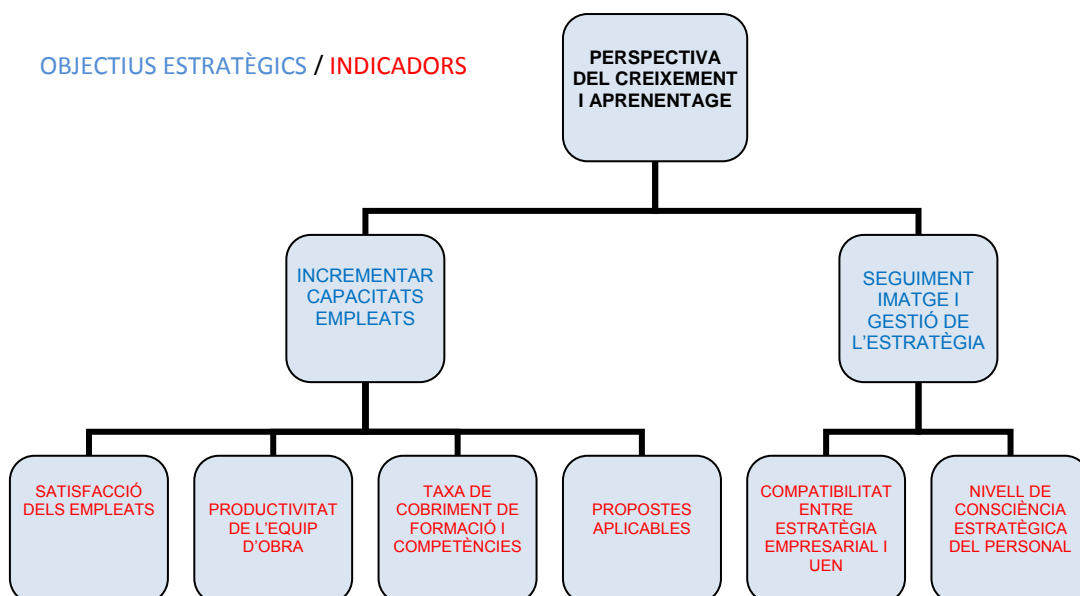 OBJECTIUS ESTRATÈGICS / INDICADORS
PERSPECTIVA
DEL CREIXEMENT
I APRENENTAGE
INCREMENTAR
CAPACITATS
EMPLEATS
SEGUIMENT
IMATGE I
GESTIÓ DE
L'ESTRATÈGIA
SATISFACCIÓ
DELS EMPLEATS
PRODUCTIVITAT
DE L'EQUIP
D'OBRA
TAXA DE
COBRIMENT DE
FORMACIÓ I
COMPETÈNCIES
PROPOSTES
APLICABLES
COMPATIBILITAT
ENTRE
ESTRATÈGIA
EMPRESARIAL I
UEN
NIVELL DE
CONSCIÈNCIA
ESTRATÈGICA
DEL PERSONAL